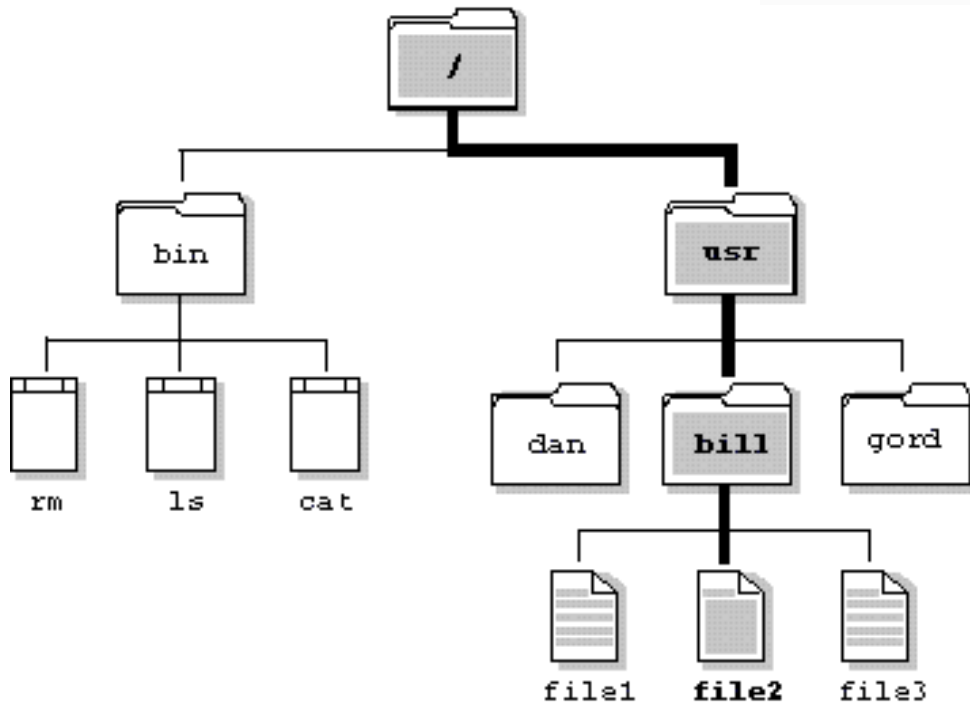 /
bin
usr
dan
bill
gord
rm
ls
cat
file1
file2
file3